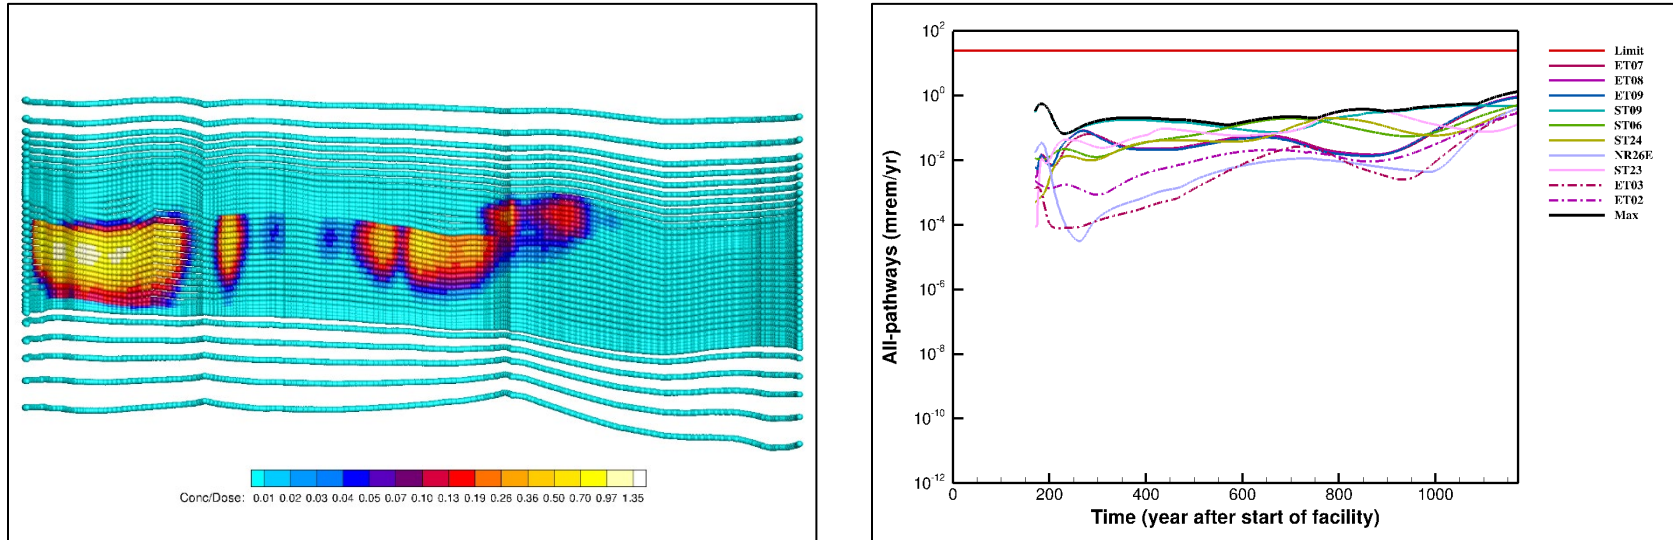 Conc/Dose: 0.01 0.02 0.03 0.04 0.05 0.07 0.10 0.13 0.19 0.26 0.36 0.50 0.70 0.97 1.35
All-pathways (mrem/yr)
10^2
10^0
10^-2
10^-4
10^-6
10^-8
10^-10
10^-12
0 200 400 600 800 1000
Time (year after start of facility)
Limit
ET07
ET08
ET09
ST09
ST06
ST24
NR26E
ST23
ET03
ET02
Max